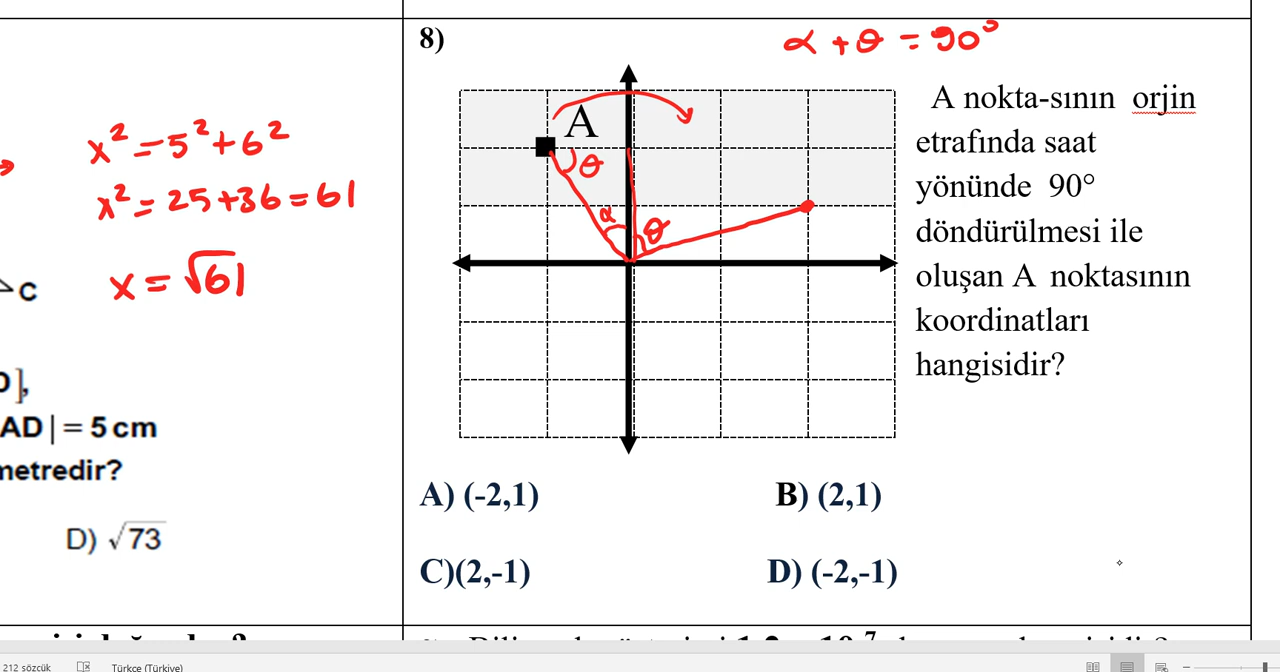 x² = 5² + 6²
x² = 25 + 36 = 61
x = √61
C
],
AD | = 5 cm
metredir?
D) √73
8)
α + θ = 90°
A
θ
α
θ
A nokta-sının orjin
etrafında saat
yönünde 90°
döndürülmesi ile
oluşan A noktasının
koordinatları
hangisidir?
A) (-2,1)
B) (2,1)
C)(2,-1)
D) (-2,-1)
212 sözcük
Türkçe (Türkiye)